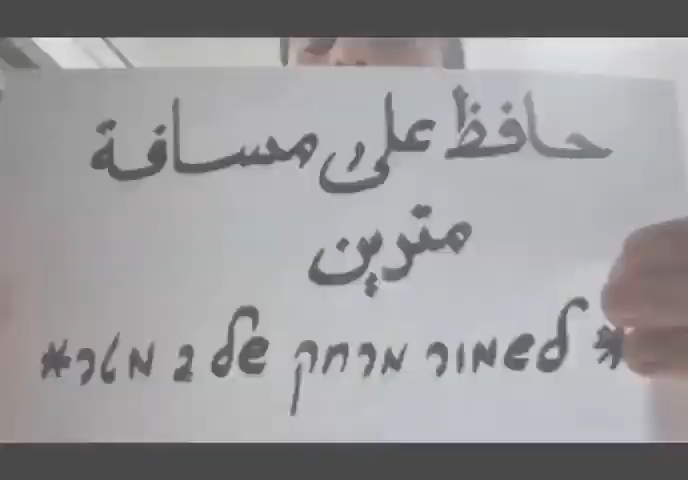 حافظ على مسافة
مترين
* לשמור מרחק של 2 מטר*